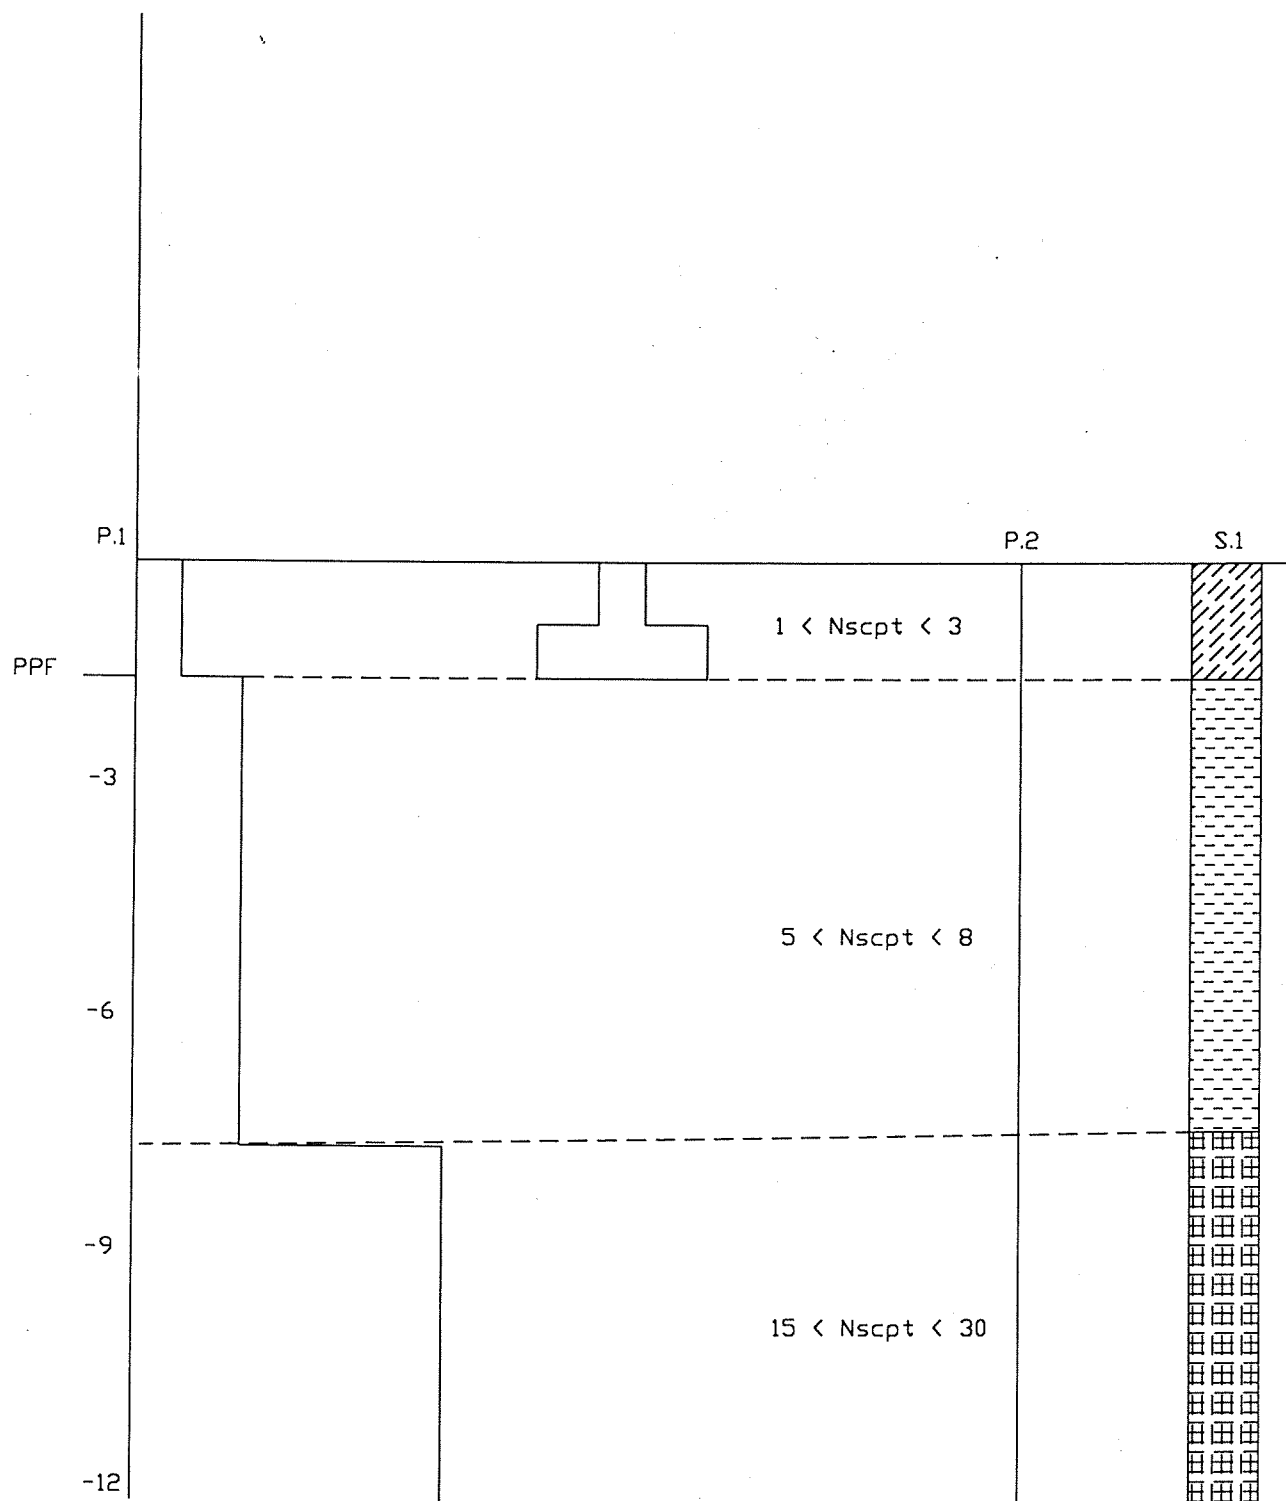 P.1
P.2
S.1
1 < Nscpt < 3
PPF
-3
5 < Nscpt < 8
-6
-9
15 < Nscpt < 30
-12